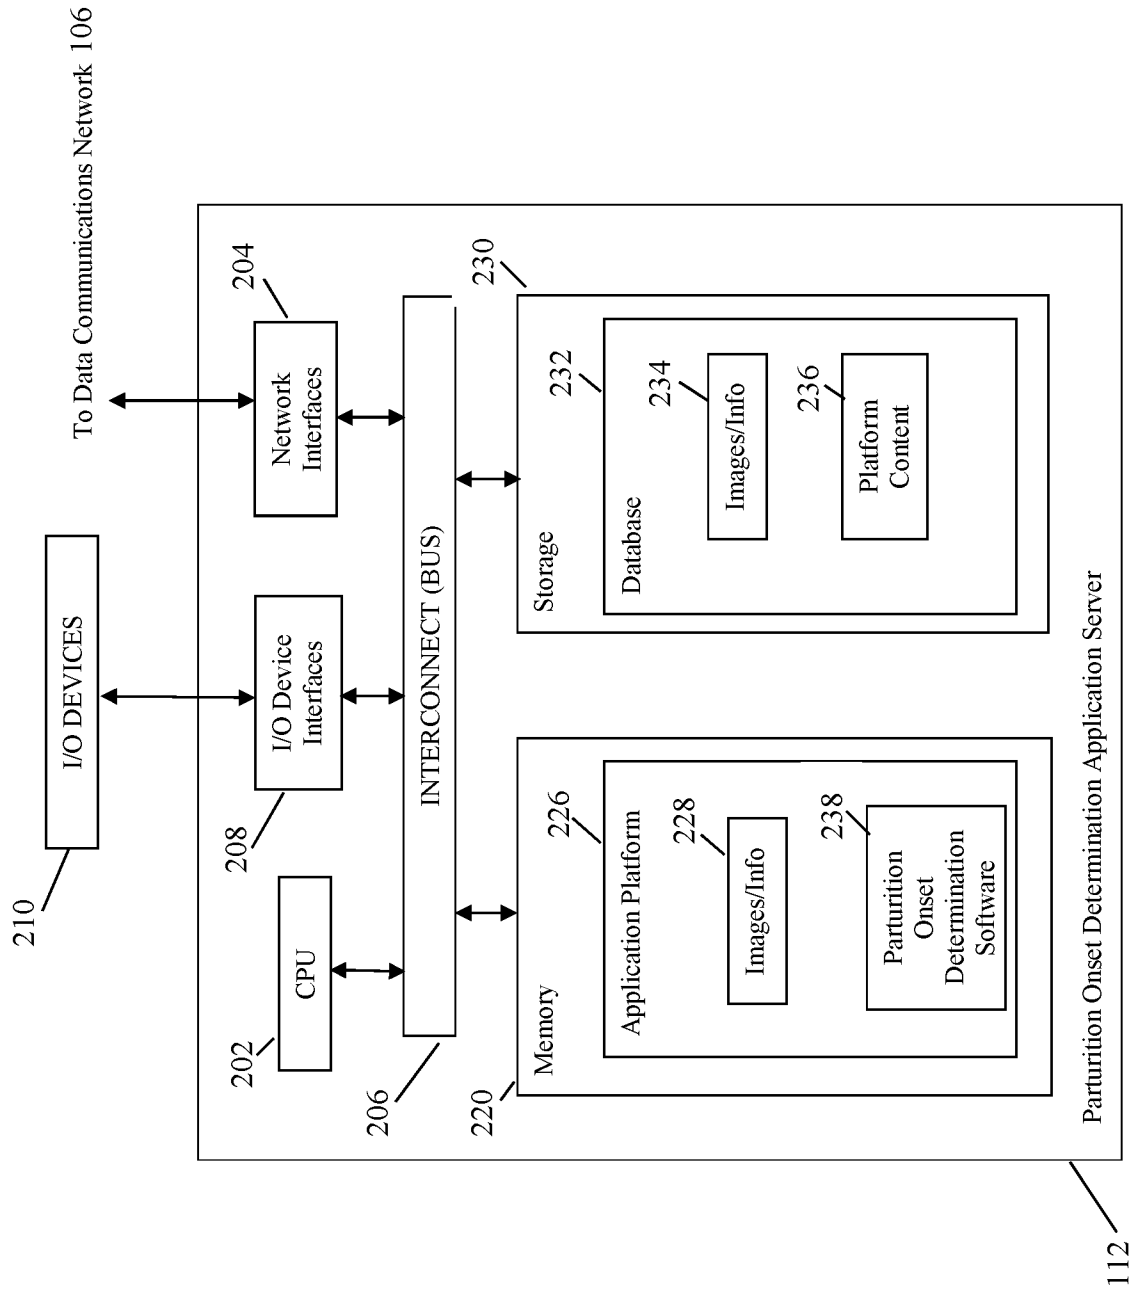 To Data Communications Network 106
210
I/O DEVICES
202
CPU
208
I/O Device
Interfaces
204
Network
Interfaces
206
INTERCONNECT (BUS)
220
Memory
226
Application Platform
228
Images/Info
238
Parturition
Onset
Determination
Software
230
Storage
232
Database
234
Images/Info
236
Platform
Content
Parturition Onset Determination Application Server
112